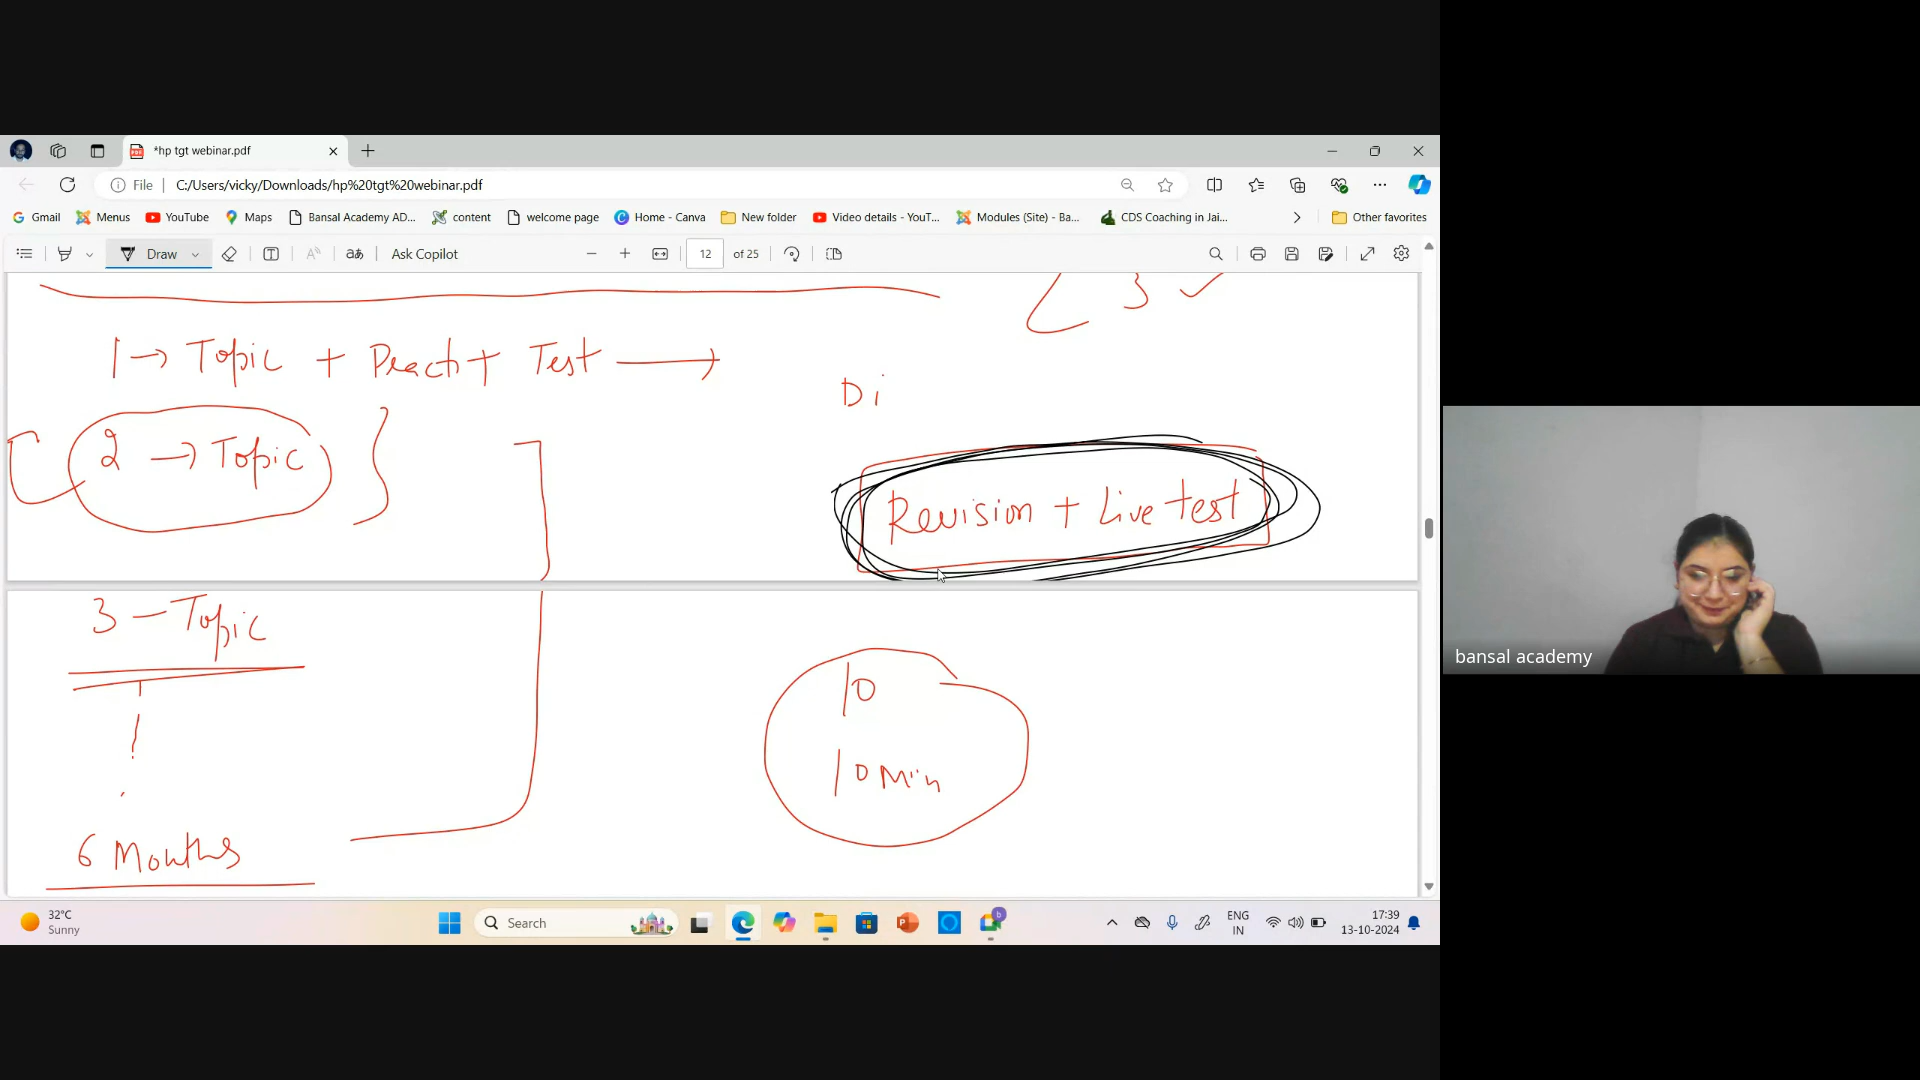 *hp tgt webinar.pdf
File
C:/Users/vicky/Downloads/hp%20tgt%20webinar.pdf
Gmail
Menus
YouTube
Maps
Bansal Academy AD...
content
welcome page
Home - Canva
New folder
Video details - YouT...
Modules (Site) - Ba...
CDS Coaching in Jai...
Other favorites
Draw
Ask Copilot
12 of 25
3 ✓
1 → Topic + Pract + Test →
Di
2 → Topic
Revision + Live test
3 - Topic
10
10 Min
6 Months
bansal academy
32°C
Sunny
Search
ENG
IN
17:39
13-10-2024